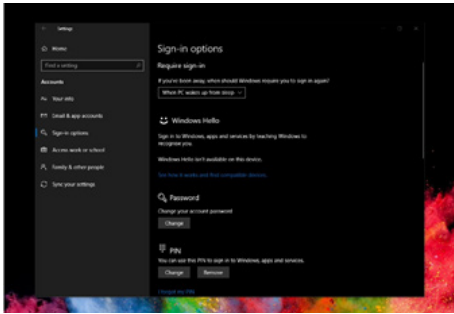 Settings
Home
Find a setting
Accounts
Your info
Email & app accounts
Sign-in options
Access work or school
Family & other people
Sync your settings
Sign-in options
Require sign-in
If you've been away, when should Windows require you to sign in again?
When PC wakes up from sleep
Windows Hello
Sign in to Windows, apps and services by teaching Windows to
recognise you.
Windows Hello isn't available on this device.
See how it works and find compatible devices.
Password
Change your account password
Change
PIN
You can use this PIN to sign in to Windows, apps and services.
Change Remove
I forgot my PIN